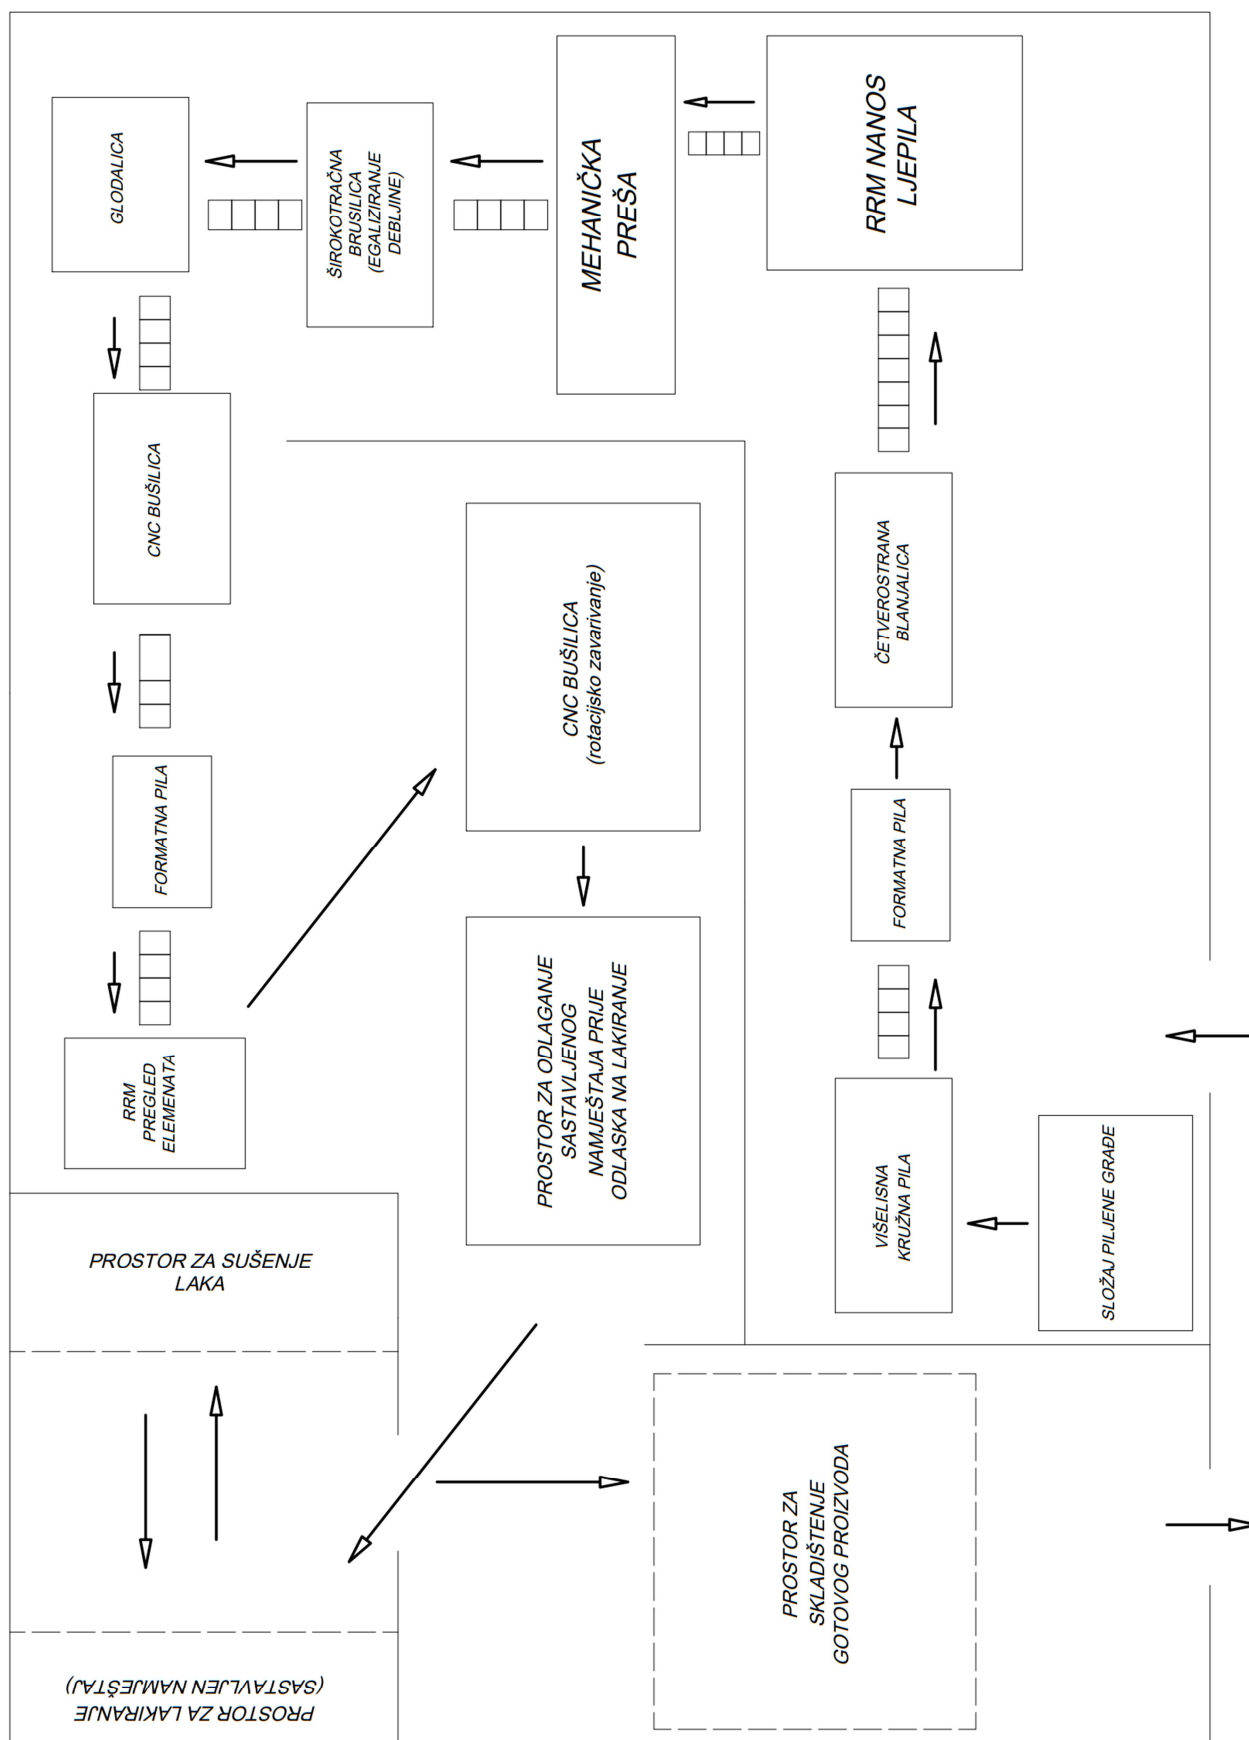 GLODALICA
ŠIROKOTRAČNA
BRUSILICA
(EGALIZIRANJE
DEBLJINE)
MEHANIČKA
PREŠA
RRM NANOS
LJEPILA
CNC BUŠILICA
CNC BUŠILICA
(rotacijsko zavarivanje)
ČETVEROSTRANA
BLANJALICA
FORMATNA PILA
FORMATNA PILA
RRM
PREGLED
ELEMENATA
PROSTOR ZA ODLAGANJE
SASTAVLJENOG
NAMJEŠTAJA PRIJE
ODLASKA NA LAKIRANJE
VIŠELISNA
KRUŽNA PILA
SLOŽAJ PILJENE GRAĐE
PROSTOR ZA SUŠENJE
LAKA
PROSTOR ZA
SKLADIŠTENJE
GOTOVOG PROIZVODA
PROSTOR ZA LAKIRANJE
(SASTAVLJEN NAMJEŠTAJ)